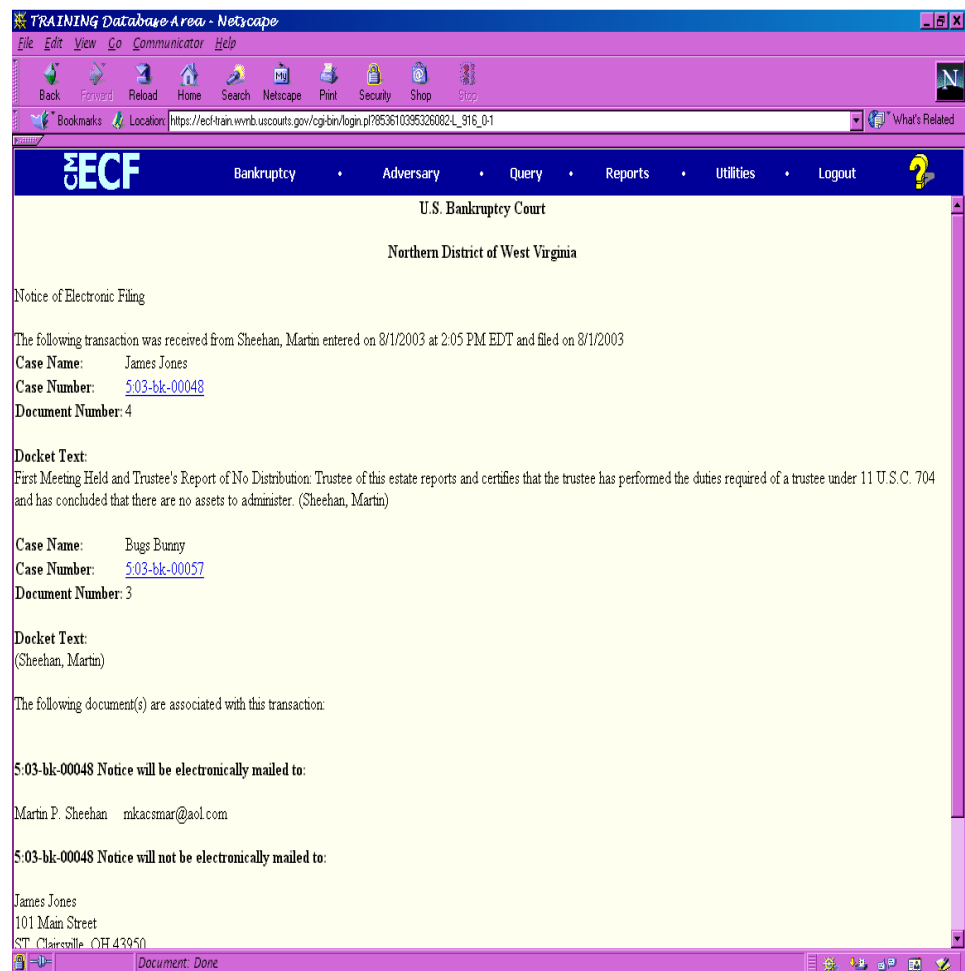 TRAINING Database Area - Netscape
File Edit View Go Communicator Help
My
Back Forward Reload Home Search Netscape Print Security Shop Stop
N
Bookmarks Location: https://ecf-train.wvnb.uscourts.gov/cgi-bin/login.pl?853610395326082-L_916_0-1 What's Related
CM ECF Bankruptcy • Adversary • Query • Reports • Utilities • Logout ?
U.S. Bankruptcy Court
Northern District of West Virginia
Notice of Electronic Filing
The following transaction was received from Sheehan, Martin entered on 8/1/2003 at 2:05 PM EDT and filed on 8/1/2003
Case Name: James Jones
Case Number: 5:03-bk-00048
Document Number: 4
Docket Text:
First Meeting Held and Trustee's Report of No Distribution: Trustee of this estate reports and certifies that the trustee has performed the duties required of a trustee under 11 U.S.C. 704
and has concluded that there are no assets to administer. (Sheehan, Martin)
Case Name: Bugs Bunny
Case Number: 5:03-bk-00057
Document Number: 3
Docket Text:
(Sheehan, Martin)
The following document(s) are associated with this transaction:
5:03-bk-00048 Notice will be electronically mailed to:
Martin P. Sheehan mkacsmar@aol.com
5:03-bk-00048 Notice will not be electronically mailed to:
James Jones
101 Main Street
ST. Clairsville, OH 43950
Document: Done